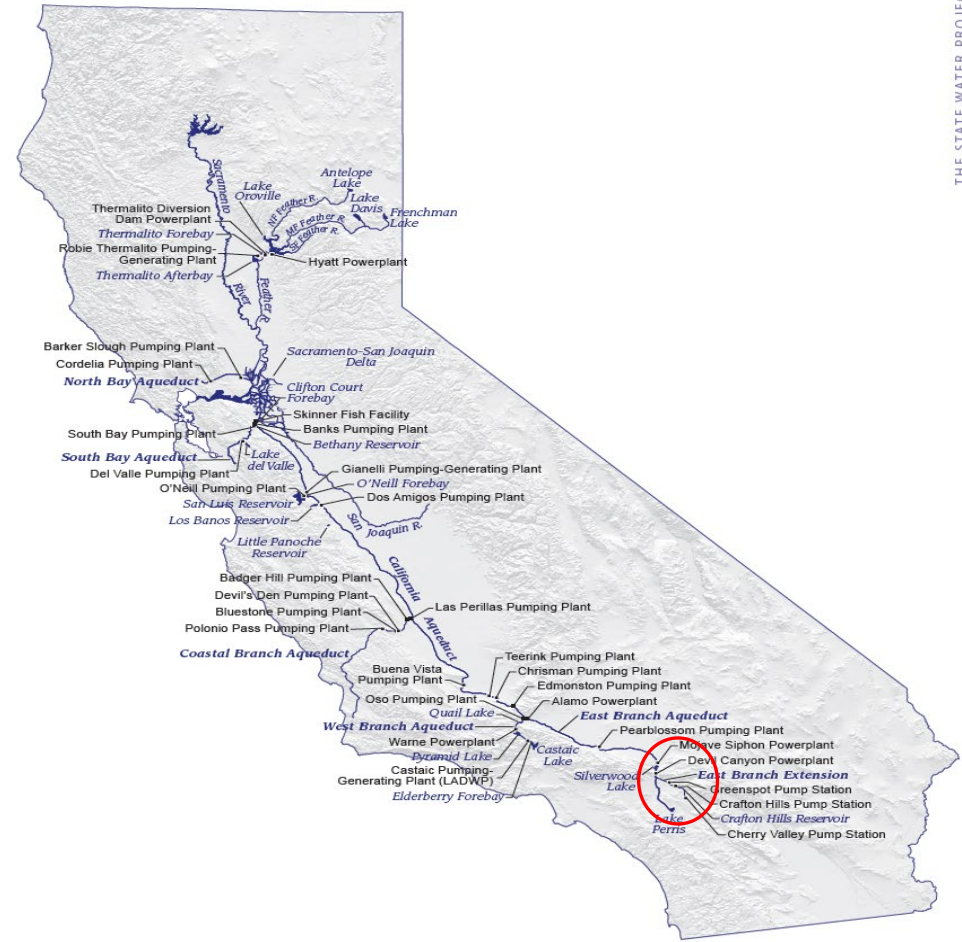 THE STATE WATER PROJEC
Antelope
Lake
Lake
Oroville
NF Feather R.
Lake
Davis
Frenchman
Lake
MF Feather R.
SF Feather R.
Sacramento
River
Feather R.
Thermalito Diversion
Dam Powerplant
Thermalito Forebay
Robie Thermalito Pumping-
Generating Plant
Thermalito Afterbay
Hyatt Powerplant
Barker Slough Pumping Plant
Cordelia Pumping Plant
North Bay Aqueduct
Sacramento-San Joaquin
Delta
Clifton Court
Forebay
Skinner Fish Facility
Banks Pumping Plant
Bethany Reservoir
South Bay Pumping Plant
South Bay Aqueduct
Lake
del Valle
Del Valle Pumping Plant
Gianelli Pumping-Generating Plant
O'Neill Forebay
Dos Amigos Pumping Plant
O'Neill Pumping Plant
San Luis Reservoir
Los Banos Reservoir
Little Panoche
Reservoir
San
Joaquin R.
California
Aqueduct
Badger Hill Pumping Plant
Devil's Den Pumping Plant
Bluestone Pumping Plant
Polonio Pass Pumping Plant
Las Perillas Pumping Plant
Coastal Branch Aqueduct
Buena Vista
Pumping Plant
Teerink Pumping Plant
Chrisman Pumping Plant
Edmonston Pumping Plant
Alamo Powerplant
Oso Pumping Plant
Quail Lake
East Branch Aqueduct
West Branch Aqueduct
Warne Powerplant
Pyramid Lake
Castaic
Lake
Castaic Pumping-
Generating Plant (LADWP)
Elderberry Forebay
Pearblossom Pumping Plant
Mojave Siphon Powerplant
Devil Canyon Powerplant
Silverwood
Lake
East Branch Extension
Greenspot Pump Station
Crafton Hills Pump Station
Crafton Hills Reservoir
Lake
Perris
Cherry Valley Pump Station